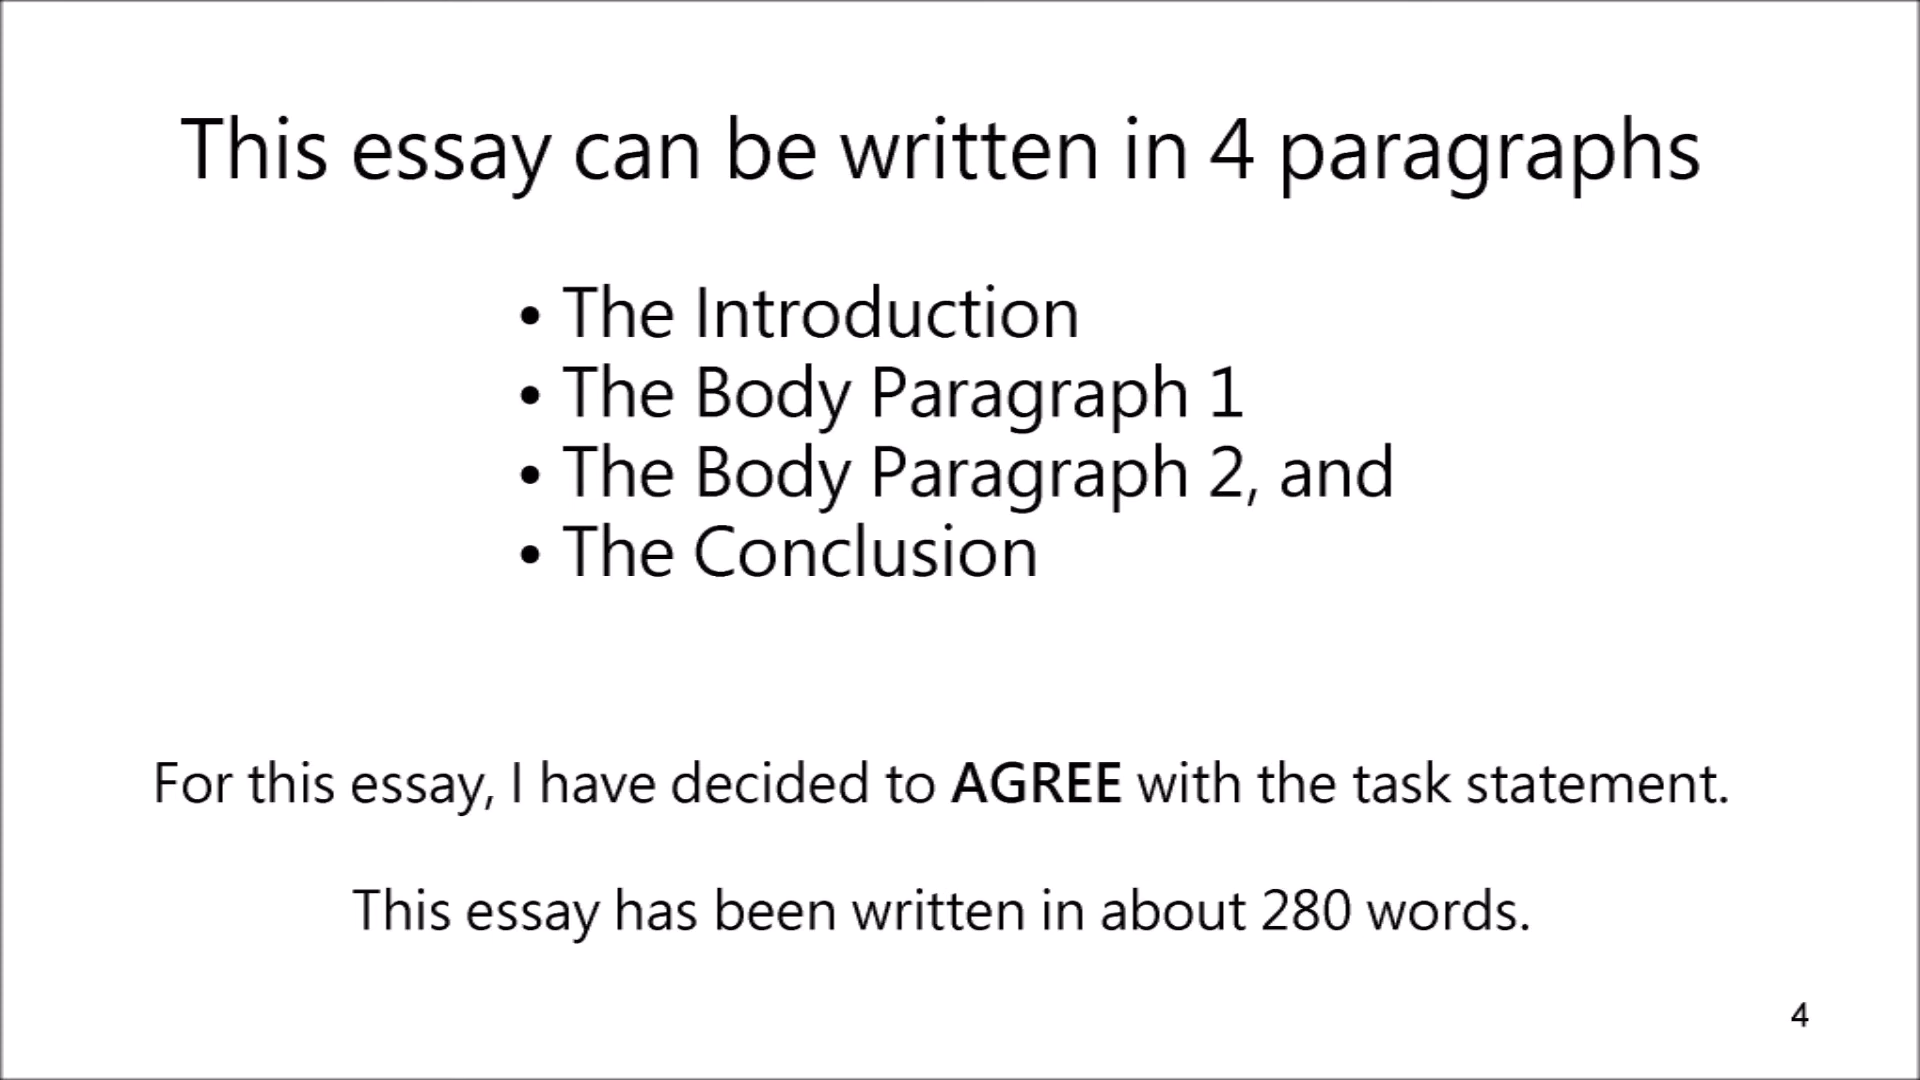 This essay can be written in 4 paragraphs
• The Introduction
• The Body Paragraph 1
• The Body Paragraph 2, and
• The Conclusion
For this essay, I have decided to AGREE with the task statement.
This essay has been written in about 280 words.
4